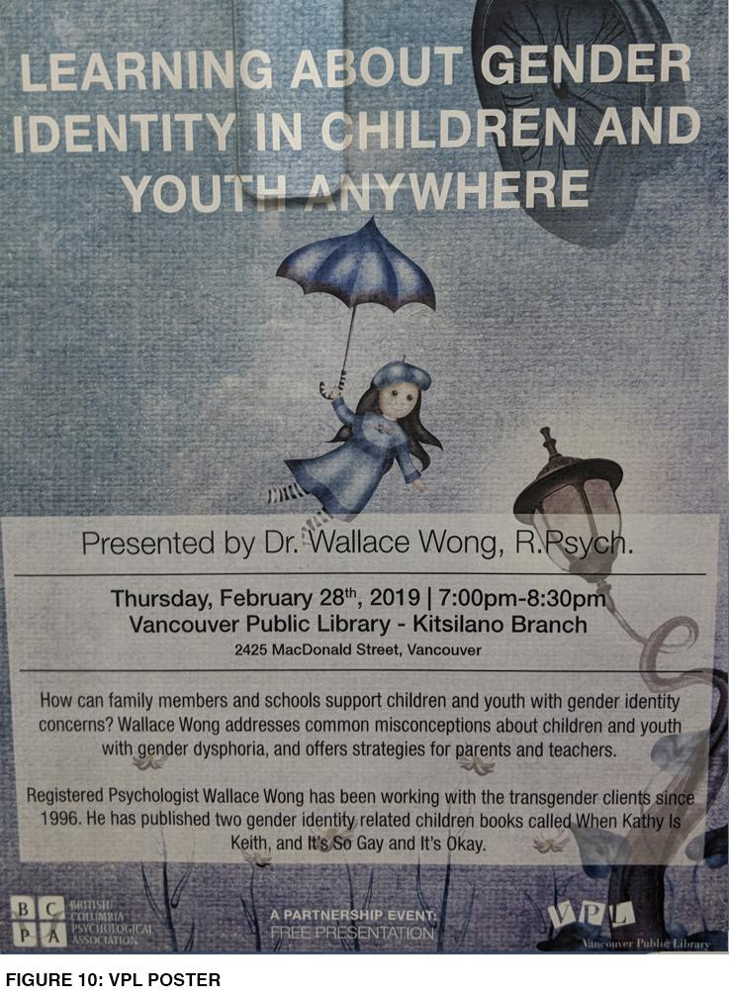 LEARNING ABOUT GENDER
IDENTITY IN CHILDREN AND
YOUTH ANYWHERE
Presented by Dr. Wallace Wong, R.Psych.
Thursday, February 28th, 2019 | 7:00pm-8:30pm
Vancouver Public Library - Kitsilano Branch
2425 MacDonald Street, Vancouver
How can family members and schools support children and youth with gender identity
concerns? Wallace Wong addresses common misconceptions about children and youth
with gender dysphoria, and offers strategies for parents and teachers.
Registered Psychologist Wallace Wong has been working with the transgender clients since
1996. He has published two gender identity related children books called When Kathy Is
Keith, and It's So Gay and It's Okay.
B C
P A
BRITISH
COLUMBIA
PSYCHOLOGICAL
ASSOCIATION
A PARTNERSHIP EVENT:
FREE PRESENTATION
VPL
Vancouver Public Library
FIGURE 10: VPL POSTER